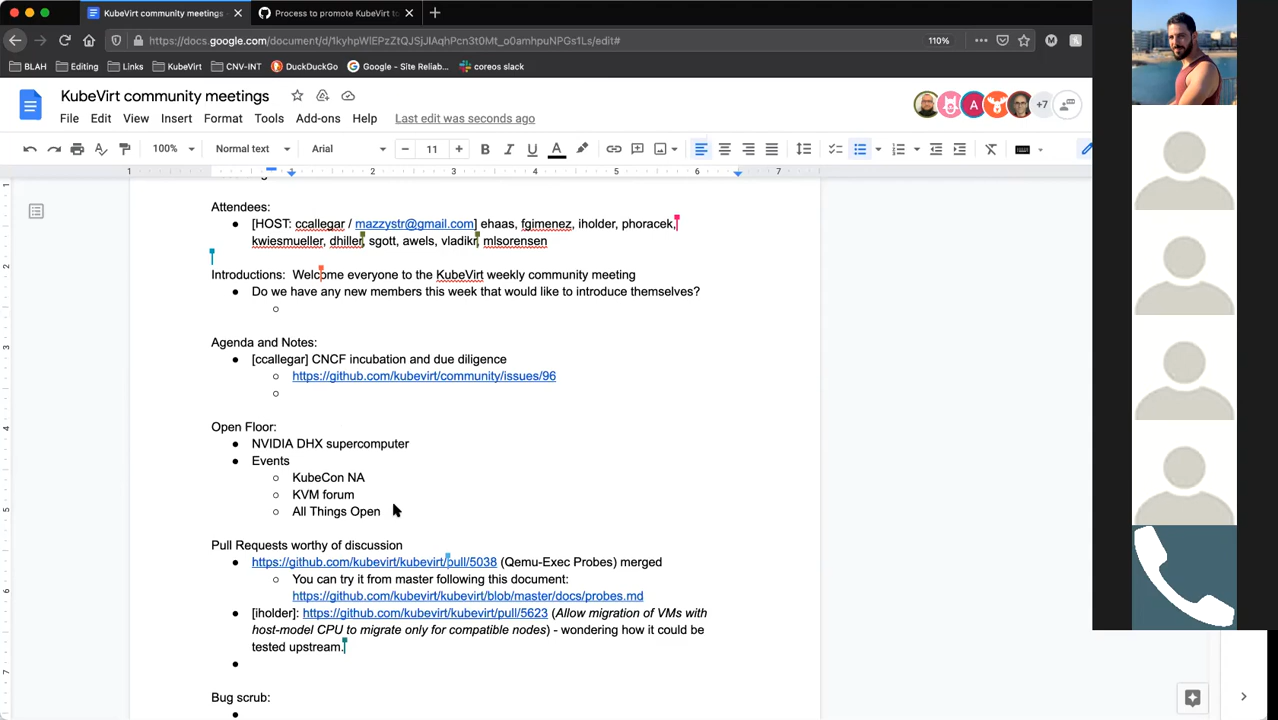 KubeVirt community meetings -
Process to promote KubeVirt to
https://docs.google.com/document/d/1kyhpWlEPzZtQJSjJlAqhPcn3t0Mt_o0amhpuNPGs1Ls/edit#
110%
BLAH
Editing
Links
KubeVirt
CNV-INT
DuckDuckGo
Google - Site Reliab...
coreos slack
KubeVirt community meetings
File Edit View Insert Format Tools Add-ons Help Last edit was seconds ago
+7
100% Normal text Arial 11
1 1 2 3 4 5 6 7
Attendees:
[HOST: ccallegar / mazzystr@gmail.com] ehaas, fgimenez, iholder, phoracek,
kwiesmueller, dhiller, sgott, awels, vladikr, mlsorensen
Introductions: Welcome everyone to the KubeVirt weekly community meeting
Do we have any new members this week that would like to introduce themselves?
Agenda and Notes:
[ccallegar] CNCF incubation and due diligence
https://github.com/kubevirt/community/issues/96
Open Floor:
NVIDIA DHX supercomputer
Events
KubeCon NA
KVM forum
All Things Open
Pull Requests worthy of discussion
https://github.com/kubevirt/kubevirt/pull/5038 (Qemu-Exec Probes) merged
You can try it from master following this document:
https://github.com/kubevirt/kubevirt/blob/master/docs/probes.md
[iholder]: https://github.com/kubevirt/kubevirt/pull/5623 (Allow migration of VMs with
host-model CPU to migrate only for compatible nodes) - wondering how it could be
tested upstream.
Bug scrub: